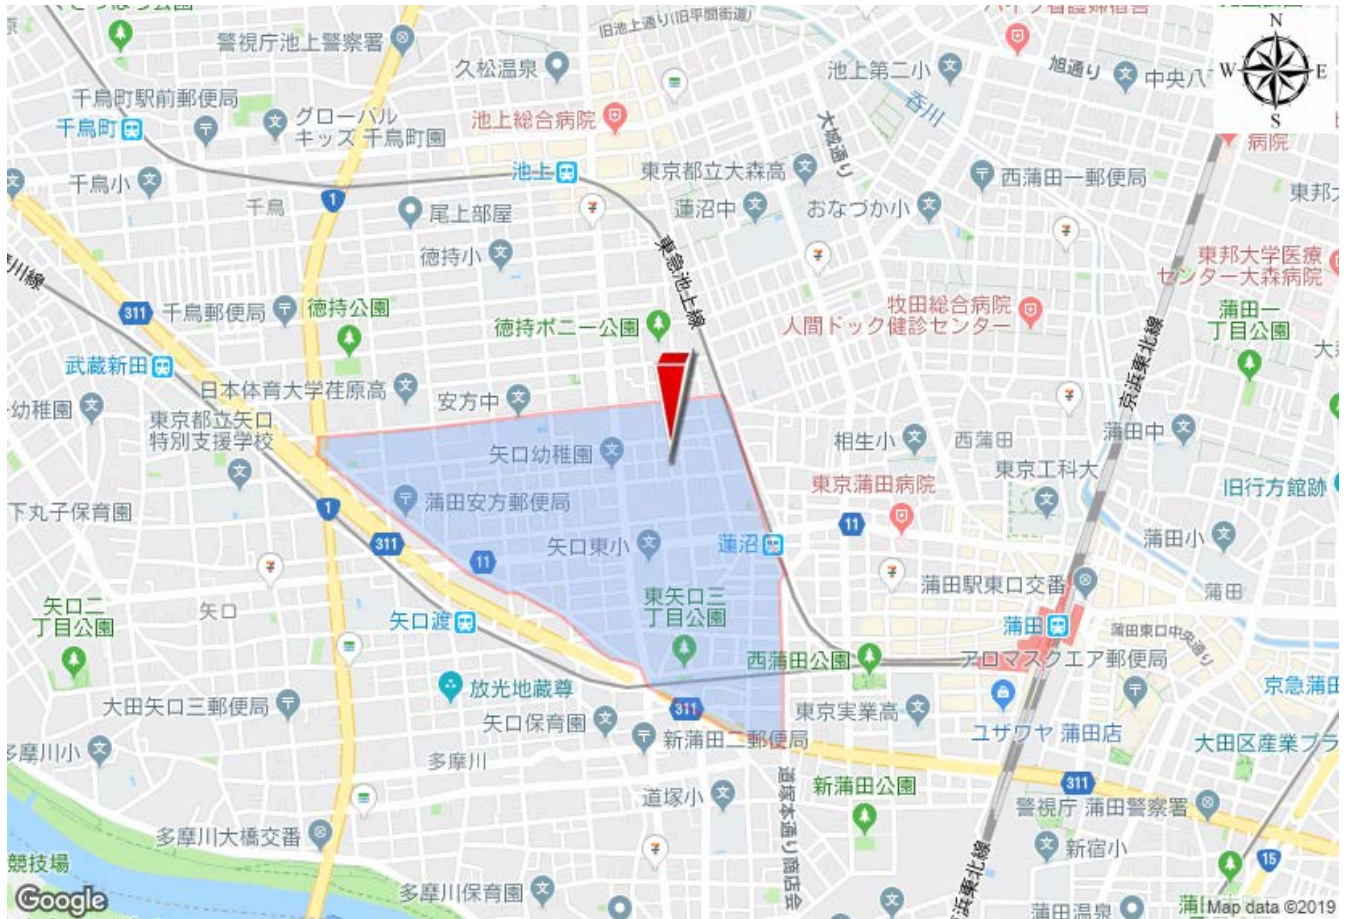 旧池上通り(旧平間街道)
警視庁池上警察署
久松温泉
池上第二小
旭通り
中央八
N
W
E
S
千鳥町駅前郵便局
千鳥町
グローバル
キッズ 千鳥町園
池上総合病院
呑川
大城通り
病院
池上
東京都立大森高
西蒲田一郵便局
千鳥小
千鳥
1
尾上部屋
蓮沼中
おなづか小
徳持小
東急池上線
東邦大学医療
センター大森病院
311
千鳥郵便局
徳持公園
徳持ポニー公園
牧田総合病院
人間ドック健診センター
蒲田一
丁目公園
京浜東北線
武蔵新田
日本体育大学荏原高
安方中
幼稚園
東京都立矢口
特別支援学校
矢口幼稚園
相生小
西蒲田
蒲田中
東京工科大
東京蒲田病院
旧行方館跡
下丸子保育園
1
蒲田安方郵便局
11
311
11
矢口東小
蓮沼
蒲田小
蒲田駅東口交番
蒲田
矢口二
丁目公園
矢口
矢口渡
東矢口三
丁目公園
蒲田
蒲田東口中央通り
西蒲田公園
アロマスクエア郵便局
放光地蔵尊
京急蒲田
大田矢口三郵便局
矢口保育園
311
東京実業高
ユザワヤ 蒲田店
新蒲田二郵便局
大田区産業プラ
多摩川小
多摩川
道塚本通り商店会
311
道塚小
新蒲田公園
警視庁 蒲田警察署
多摩川大橋交番
新宿小
15
競技場
京浜東北線
多摩川保育園
蒲田温泉
Google
Map data ©2019